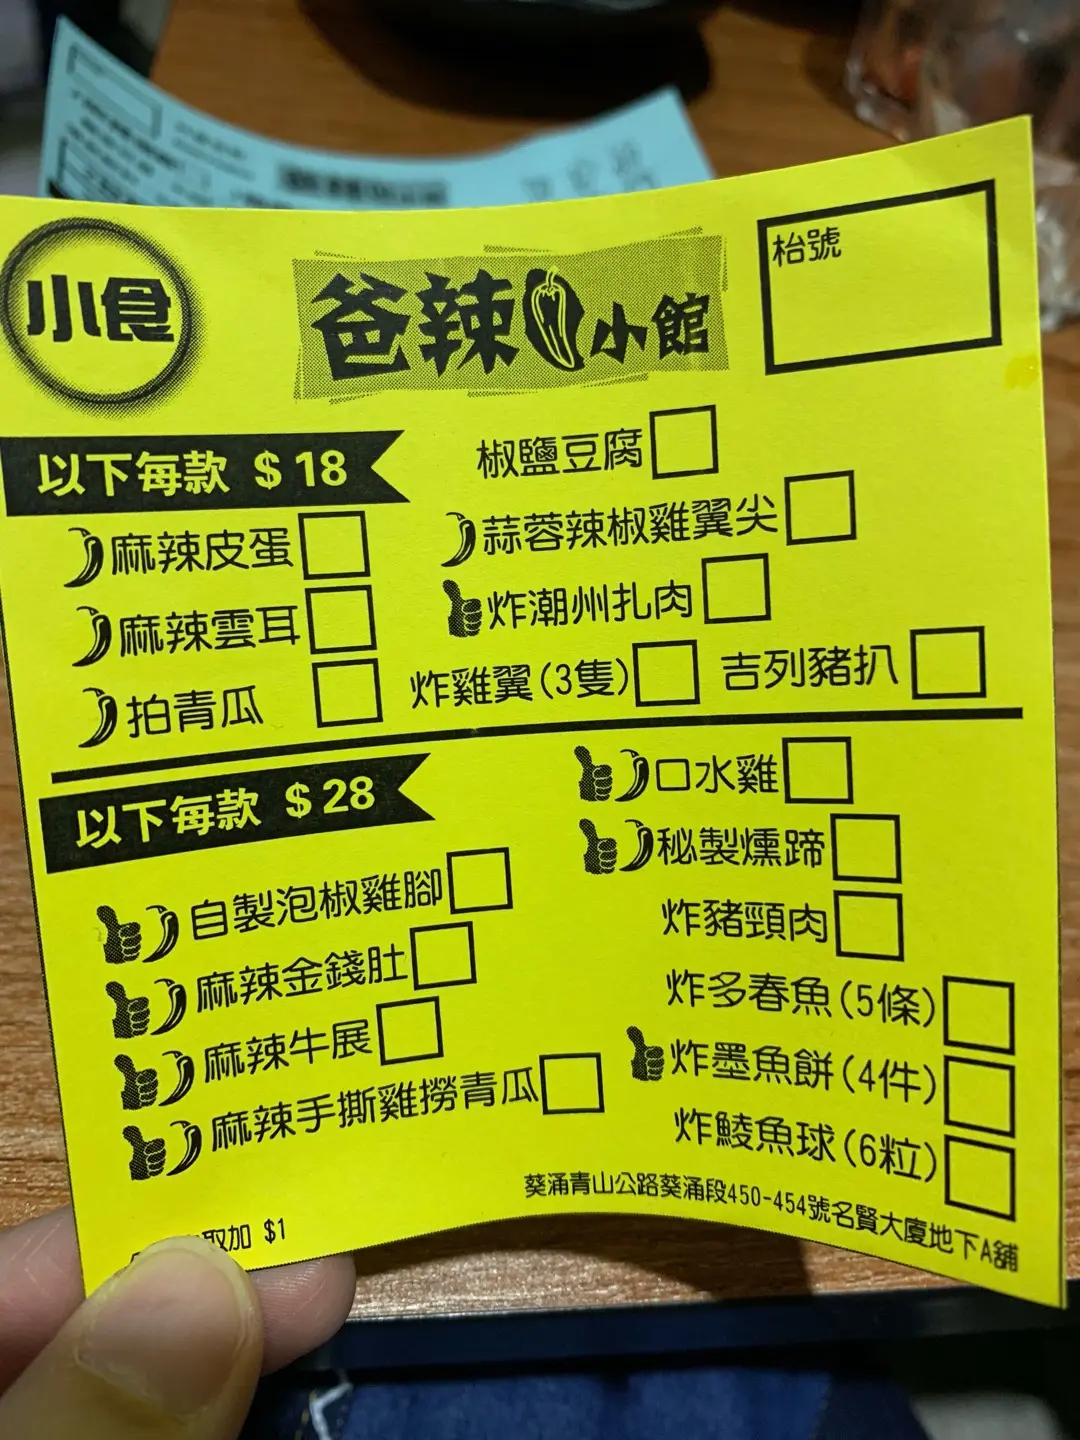 小食
爸辣小館
枱號
以下每款 $18
椒鹽豆腐
麻辣皮蛋
蒜蓉辣椒雞翼尖
麻辣雲耳
炸潮州扎肉
拍青瓜
炸雞翼(3隻)
吉列豬扒
以下每款 $28
口水雞
秘製燻蹄
自製泡椒雞腳
炸豬頸肉
麻辣金錢肚
炸多春魚(5條)
麻辣牛展
炸墨魚餅(4件)
麻辣手撕雞撈青瓜
炸鯪魚球(6粒)
葵涌青山公路葵涌段450-454號名賢大廈地下A舖
取加 $1